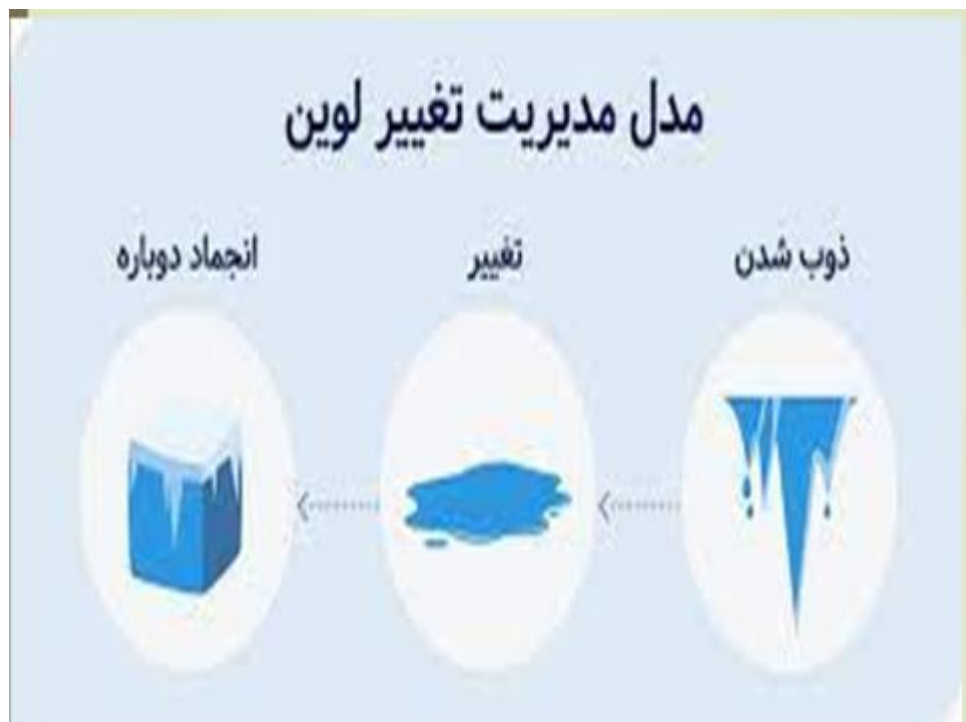 مدل مدیریت تغییر لوین
ذوب شدن
تغییر
انجماد دوباره